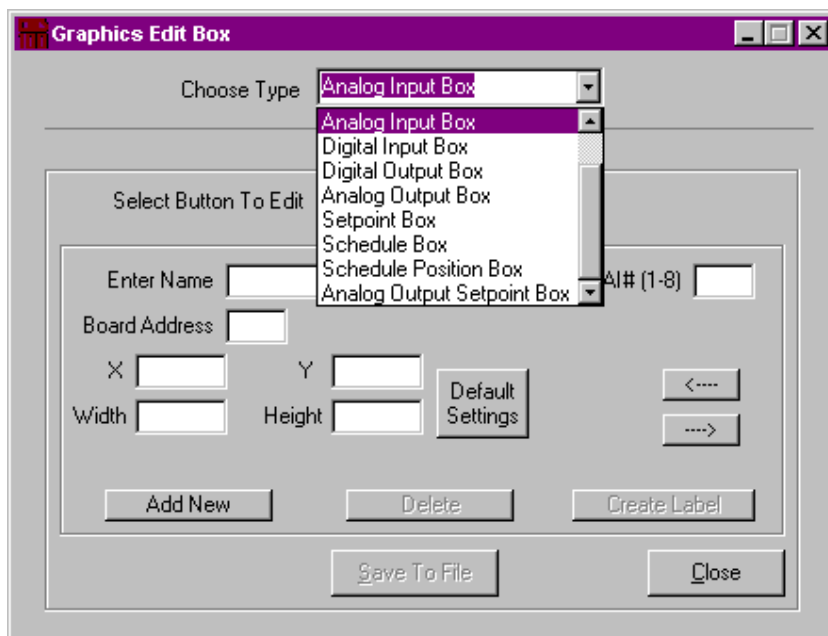 Graphics Edit Box
Choose Type Analog Input Box
Analog Input Box
Digital Input Box
Digital Output Box
Analog Output Box
Setpoint Box
Schedule Box
Schedule Position Box
Analog Output Setpoint Box
Select Button To Edit
Enter Name AI# (1-8)
Board Address
X Y
Width Height
Default
Settings
<----
---->
Add New Delete Create Label
Save To File Close